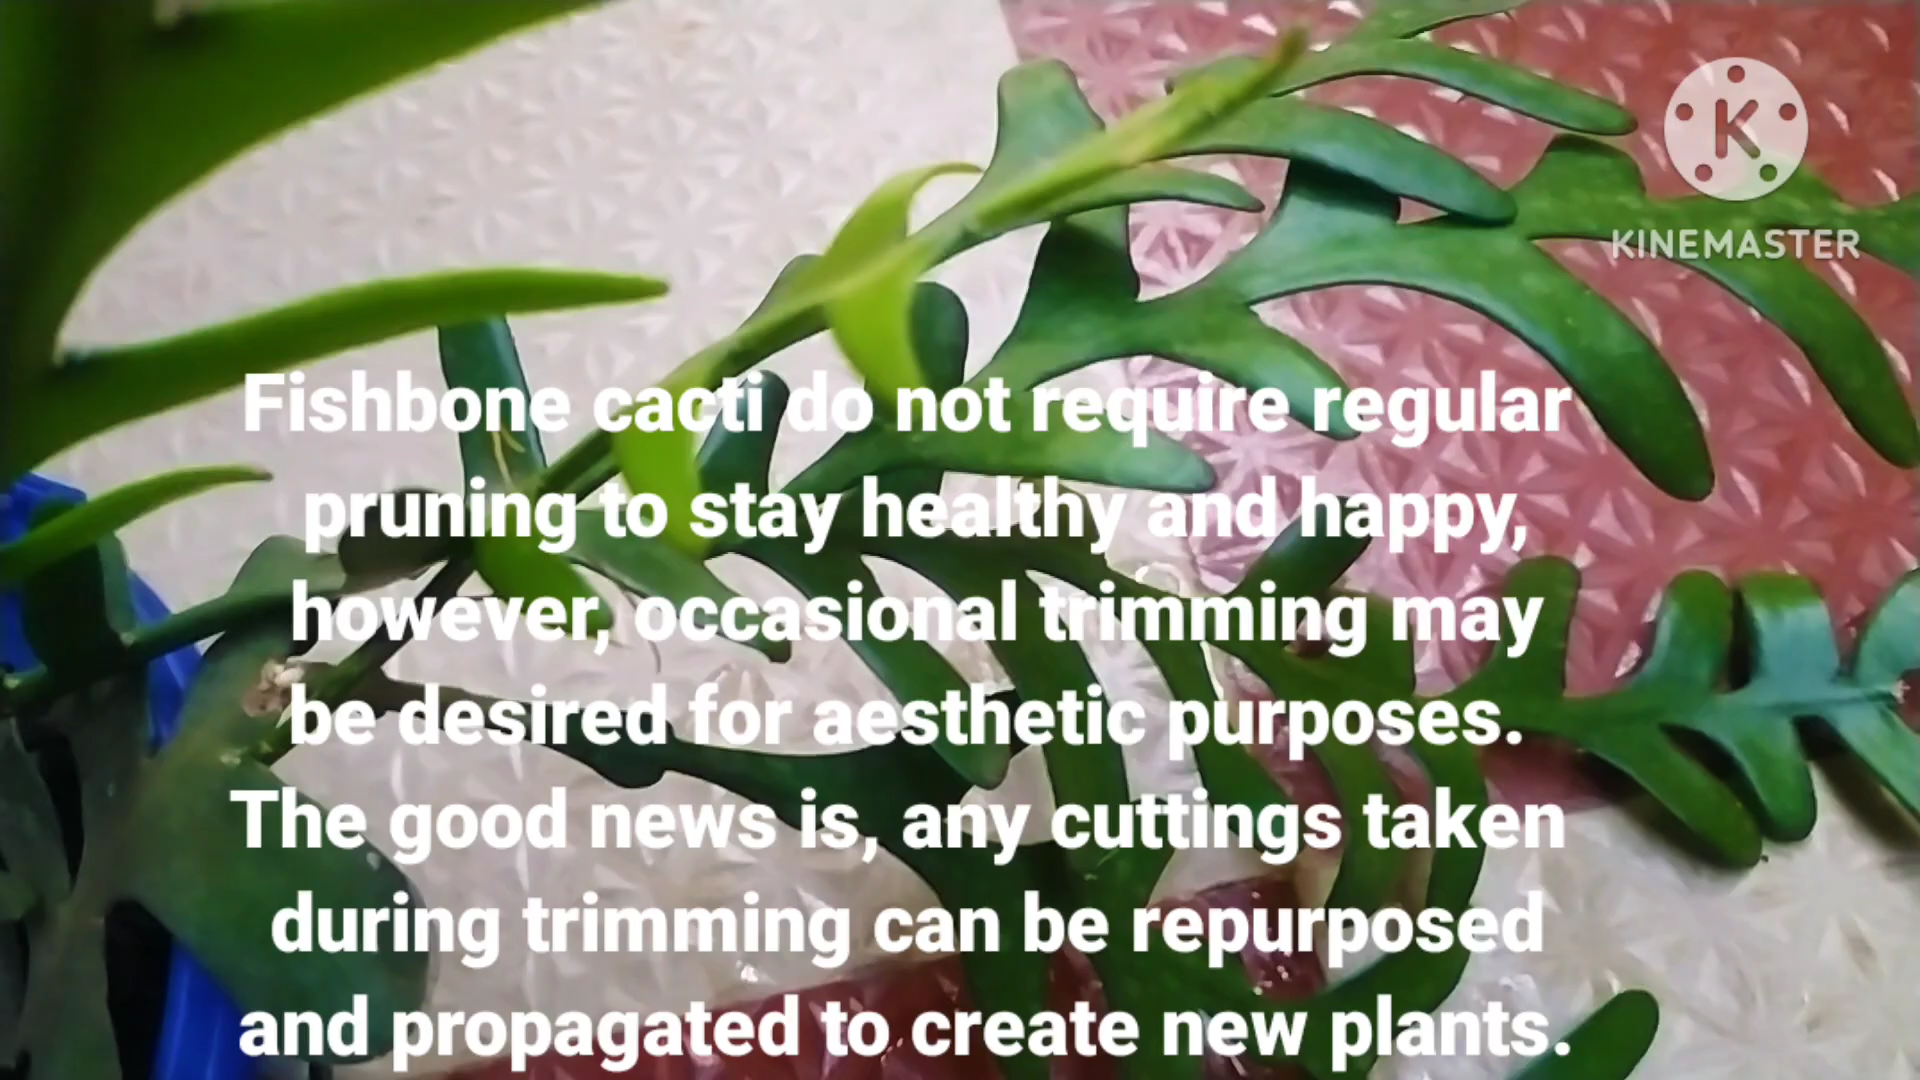 K
KINEMASTER
Fishbone cacti do not require regular
pruning to stay healthy and happy,
however, occasional trimming may
be desired for aesthetic purposes.
The good news is, any cuttings taken
during trimming can be repurposed
and propagated to create new plants.